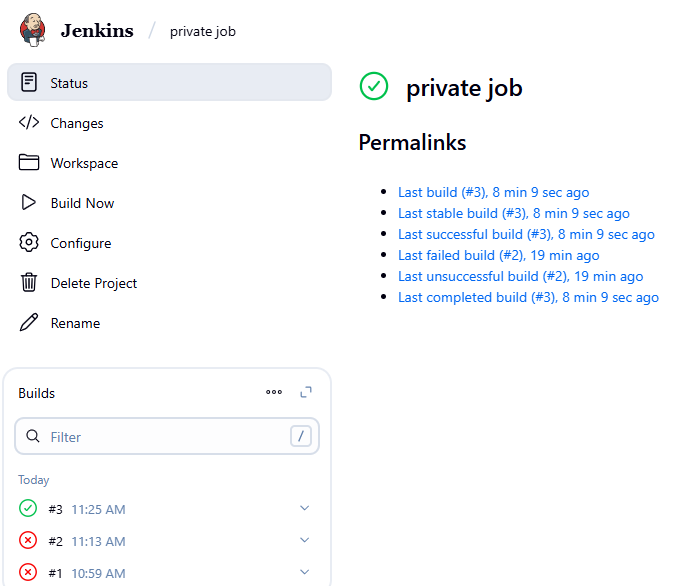 Jenkins / private job
Status
Changes
Workspace
Build Now
Configure
Delete Project
Rename
private job
Permalinks
Last build (#3), 8 min 9 sec ago
Last stable build (#3), 8 min 9 sec ago
Last successful build (#3), 8 min 9 sec ago
Last failed build (#2), 19 min ago
Last unsuccessful build (#2), 19 min ago
Last completed build (#3), 8 min 9 sec ago
Builds
Filter /
Today
#3 11:25 AM
#2 11:13 AM
#1 10:59 AM